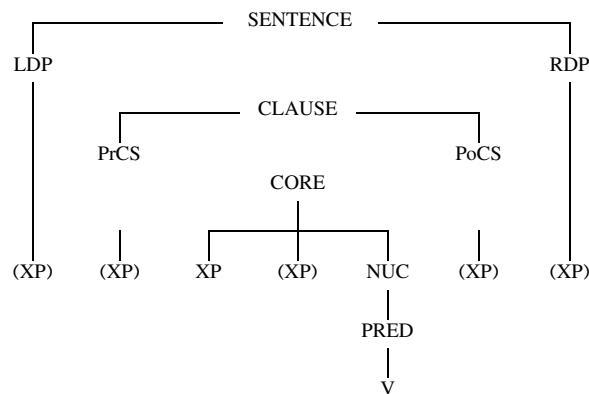 SENTENCE
LDP RDP
CLAUSE
PrCS PoCS
CORE
(XP) (XP) XP (XP) NUC (XP) (XP)
PRED
V